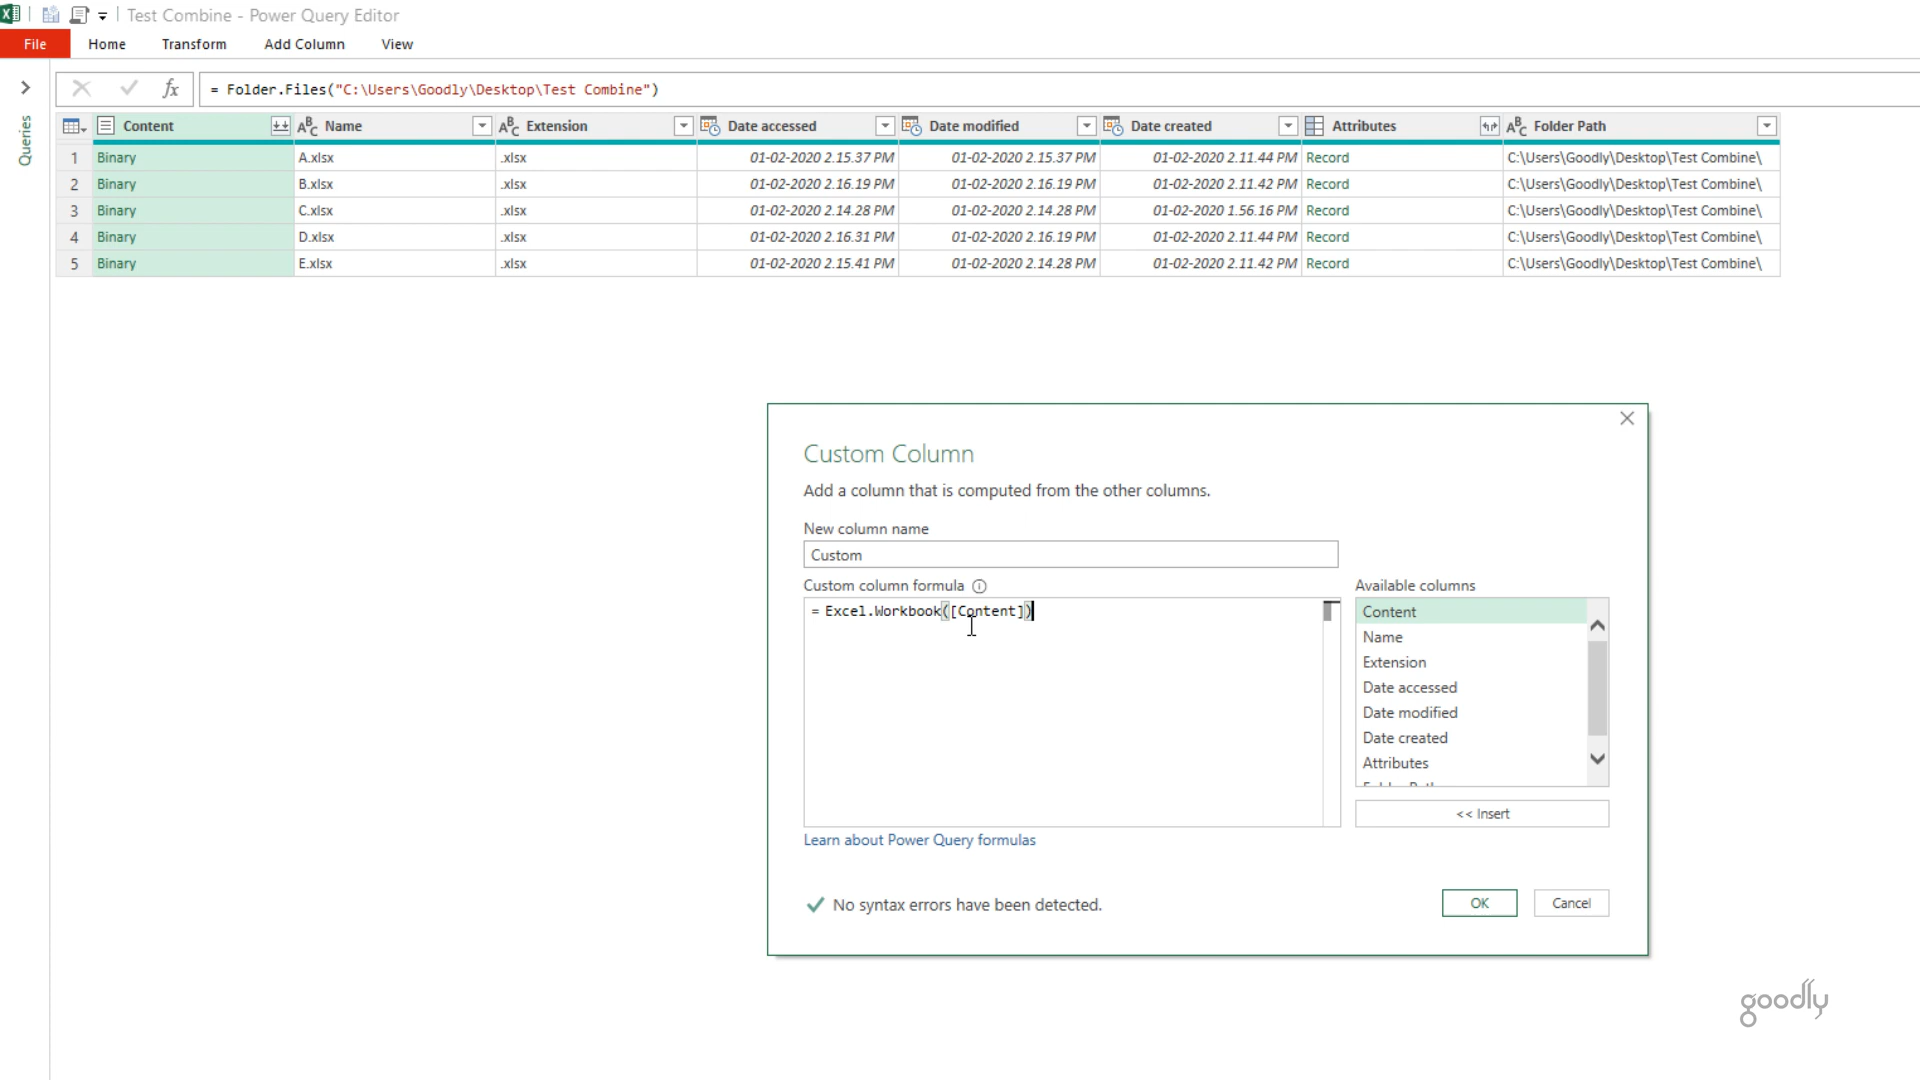 Test Combine - Power Query Editor
File Home Transform Add Column View
= Folder.Files("C:\Users\Goodly\Desktop\Test Combine")
Queries
Content Name Extension Date accessed Date modified Date created Attributes Folder Path
1 Binary A.xlsx .xlsx 01-02-2020 2.15.37 PM 01-02-2020 2.15.37 PM 01-02-2020 2.11.44 PM Record C:\Users\Goodly\Desktop\Test Combine\
2 Binary B.xlsx .xlsx 01-02-2020 2.16.19 PM 01-02-2020 2.16.19 PM 01-02-2020 2.11.42 PM Record C:\Users\Goodly\Desktop\Test Combine\
3 Binary C.xlsx .xlsx 01-02-2020 2.14.28 PM 01-02-2020 2.14.28 PM 01-02-2020 1.56.16 PM Record C:\Users\Goodly\Desktop\Test Combine\
4 Binary D.xlsx .xlsx 01-02-2020 2.16.31 PM 01-02-2020 2.16.19 PM 01-02-2020 2.11.44 PM Record C:\Users\Goodly\Desktop\Test Combine\
5 Binary E.xlsx .xlsx 01-02-2020 2.15.41 PM 01-02-2020 2.14.28 PM 01-02-2020 2.11.42 PM Record C:\Users\Goodly\Desktop\Test Combine\
Custom Column
Add a column that is computed from the other columns.
New column name
Custom
Custom column formula
= Excel.Workbook([Content])
Available columns
Content
Name
Extension
Date accessed
Date modified
Date created
Attributes
<< Insert
Learn about Power Query formulas
No syntax errors have been detected.
OK Cancel
goodly